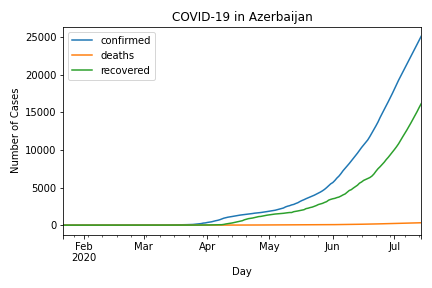 COVID-19 in Azerbaijan
confirmed
deaths
recovered
Number of Cases
25000
20000
15000
10000
5000
0
Feb
2020
Mar
Apr
May
Jun
Jul
Day